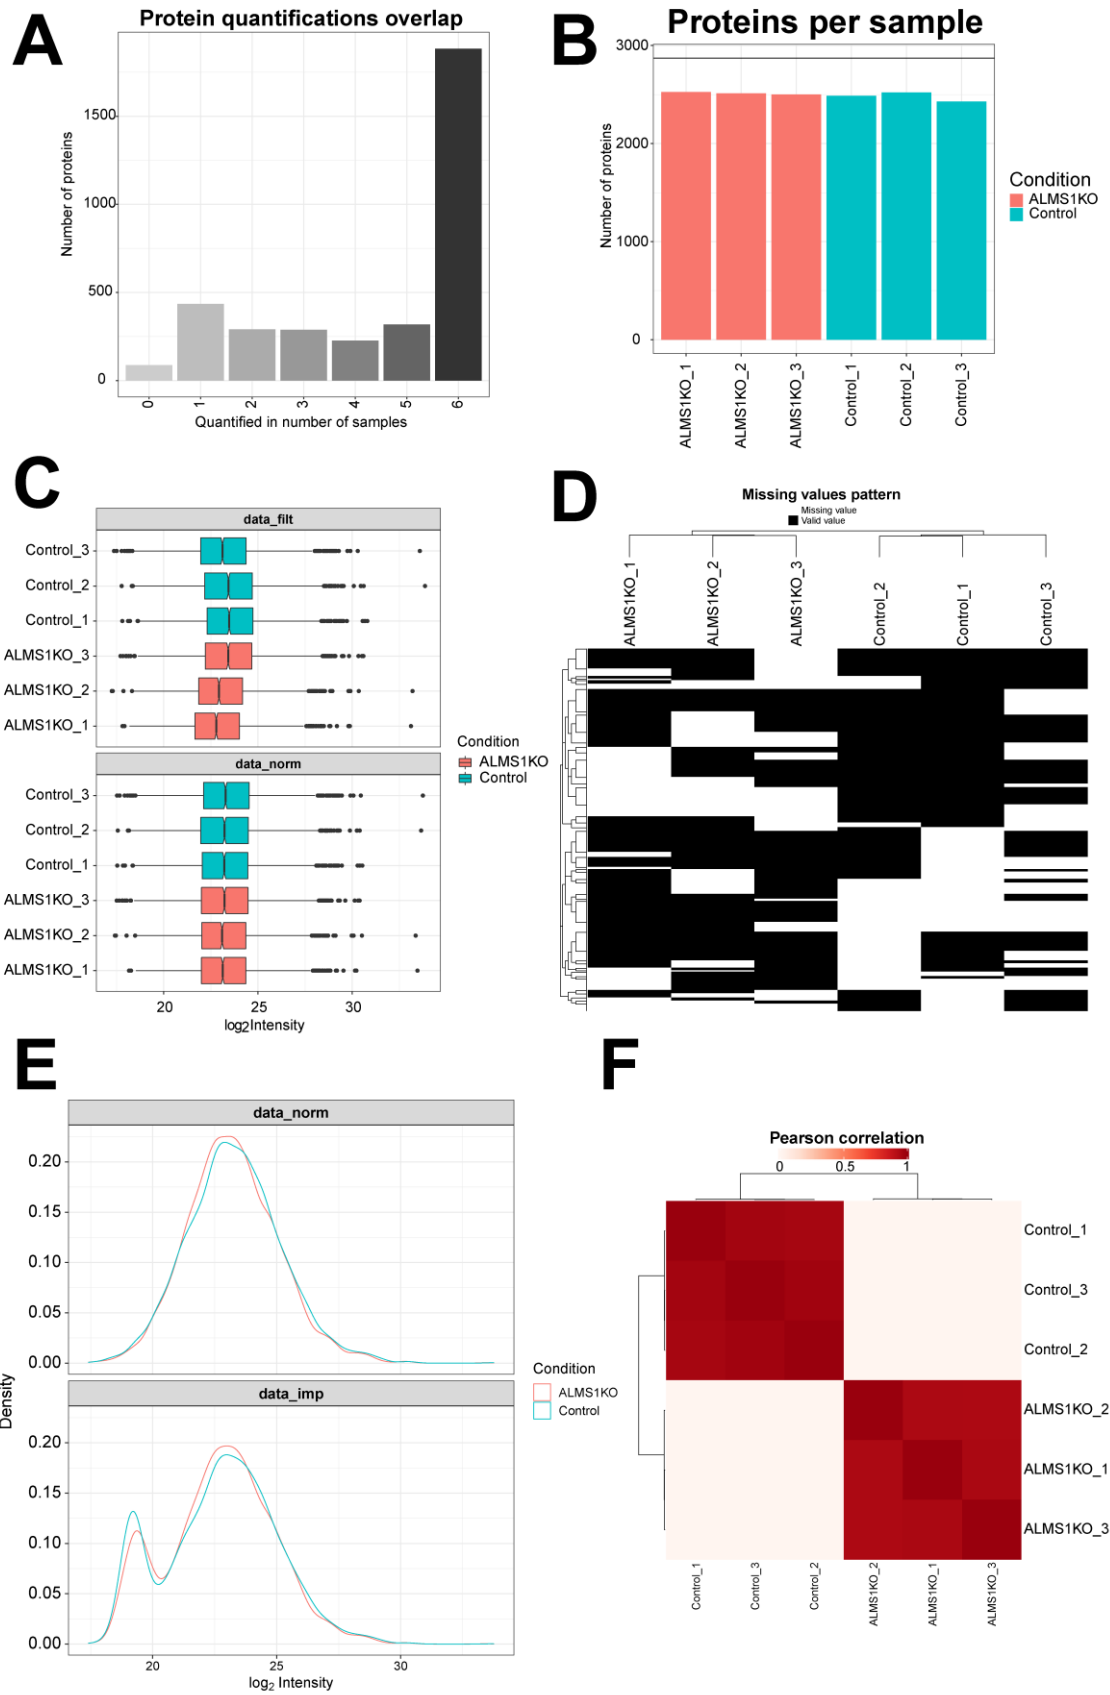 A
Protein quantifications overlap
Number of proteins
1500
1000
500
0
0 1 2 3 4 5 6
Quantified in number of samples
B
Proteins per sample
Number of proteins
3000
2000
1000
0
ALMS1KO_1
ALMS1KO_2
ALMS1KO_3
Control_1
Control_2
Control_3
Condition
ALMS1KO
Control
C
data_filt
Control_3
Control_2
Control_1
ALMS1KO_3
ALMS1KO_2
ALMS1KO_1
data_norm
Control_3
Control_2
Control_1
ALMS1KO_3
ALMS1KO_2
ALMS1KO_1
20 25 30
log2Intensity
Condition
ALMS1KO
Control
D
Missing values pattern
Missing value
Valid value
ALMS1KO_1
ALMS1KO_2
ALMS1KO_3
Control_2
Control_1
Control_3
E
data_norm
0.20
0.15
0.10
0.05
0.00
data_imp
0.20
0.15
0.10
0.05
0.00
Density
20 25 30
log2 Intensity
Condition
ALMS1KO
Control
F
Pearson correlation
0 0.5 1
Control_1
Control_3
Control_2
ALMS1KO_2
ALMS1KO_1
ALMS1KO_3
Control_1
Control_3
Control_2
ALMS1KO_2
ALMS1KO_1
ALMS1KO_3